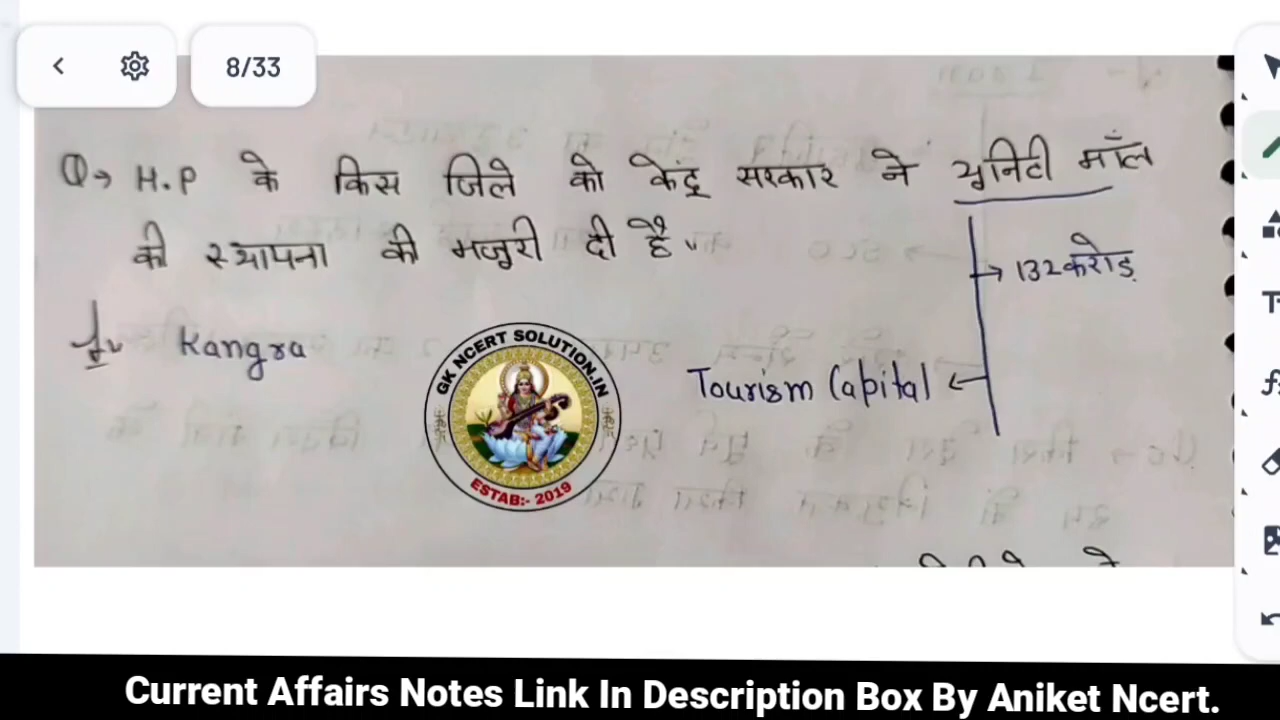 8/33
Q→ H.P के किस जिले को केंद्र सरकार ने यूनिटी मॉल
की स्थापना की मंजुरी दी है
→ 132 करोड़
Kangra
Tourism Capital ←
GK NCERT SOLUTION.IN
ESTAB:- 2019
Current Affairs Notes Link In Description Box By Aniket Ncert.